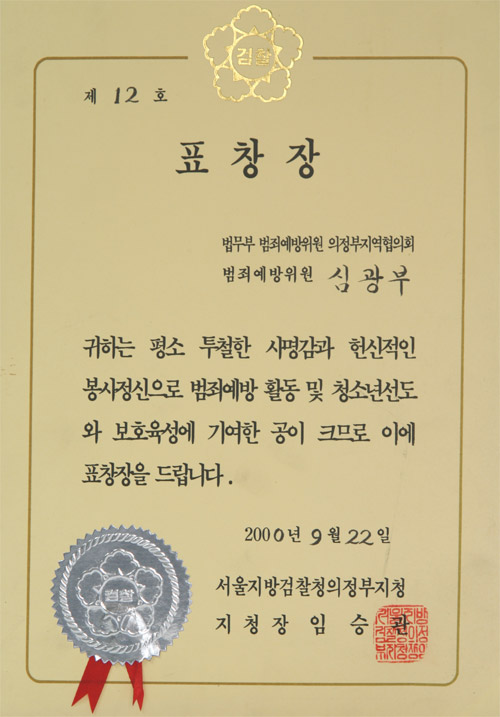 검찰
제 12 호
표창장
법무부 범죄예방위원 의정부지역협의회
범죄예방위원 심광부
귀하는 평소 투철한 사명감과 헌신적인
봉사정신으로 범죄예방 활동 및 청소년선도
와 보호육성에 기여한 공이 크므로 이에
표창장을 드립니다.
2000년 9월 22일
서울지방검찰청의정부지청
지청장 임승관
검찰